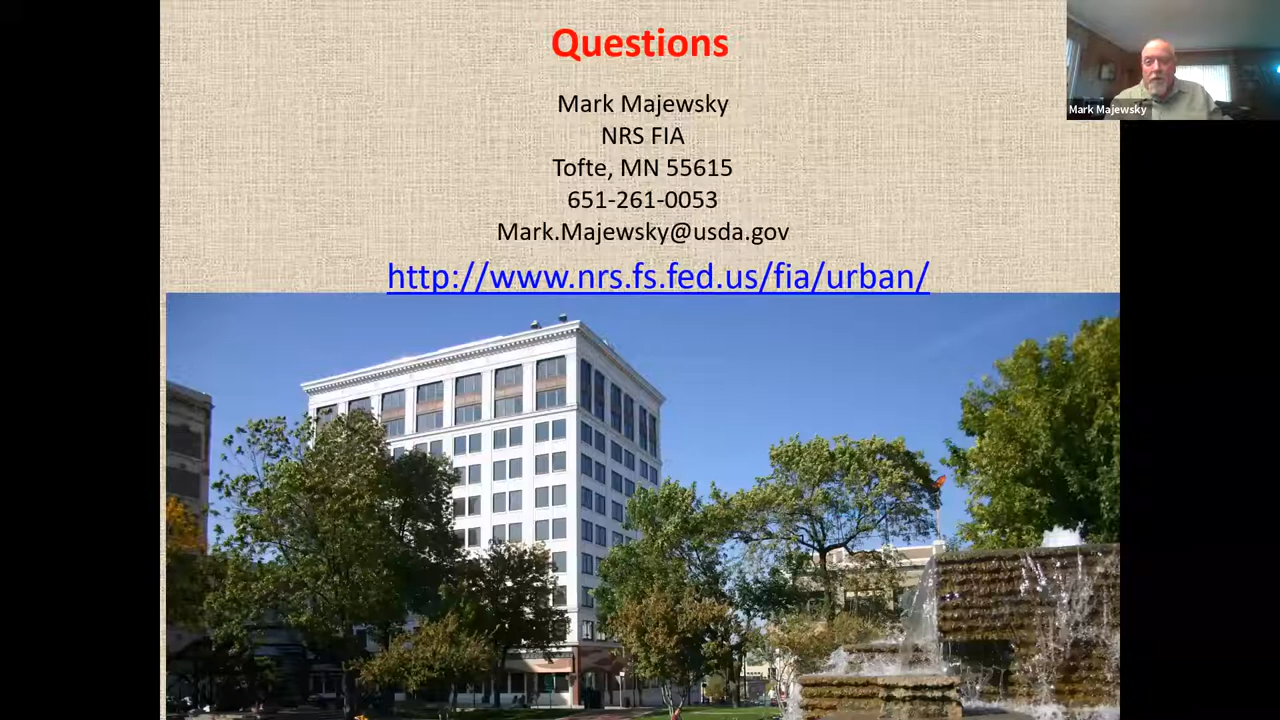 Questions
Mark Majewsky
NRS FIA
Tofte, MN 55615
651-261-0053
Mark.Majewsky@usda.gov
http://www.nrs.fs.fed.us/fia/urban/
Mark Majewsky